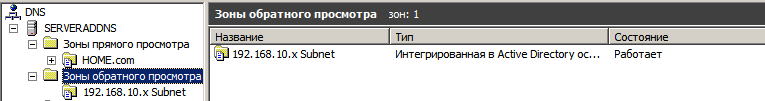 DNS
SERVERADDNS
Зоны прямого просмотра
HOME.com
Зоны обратного просмотра
192.168.10.x Subnet
Зоны обратного просмотра зон: 1
Название Тип Состояние
192.168.10.x Subnet Интегрированная в Active Directory ос... Работает